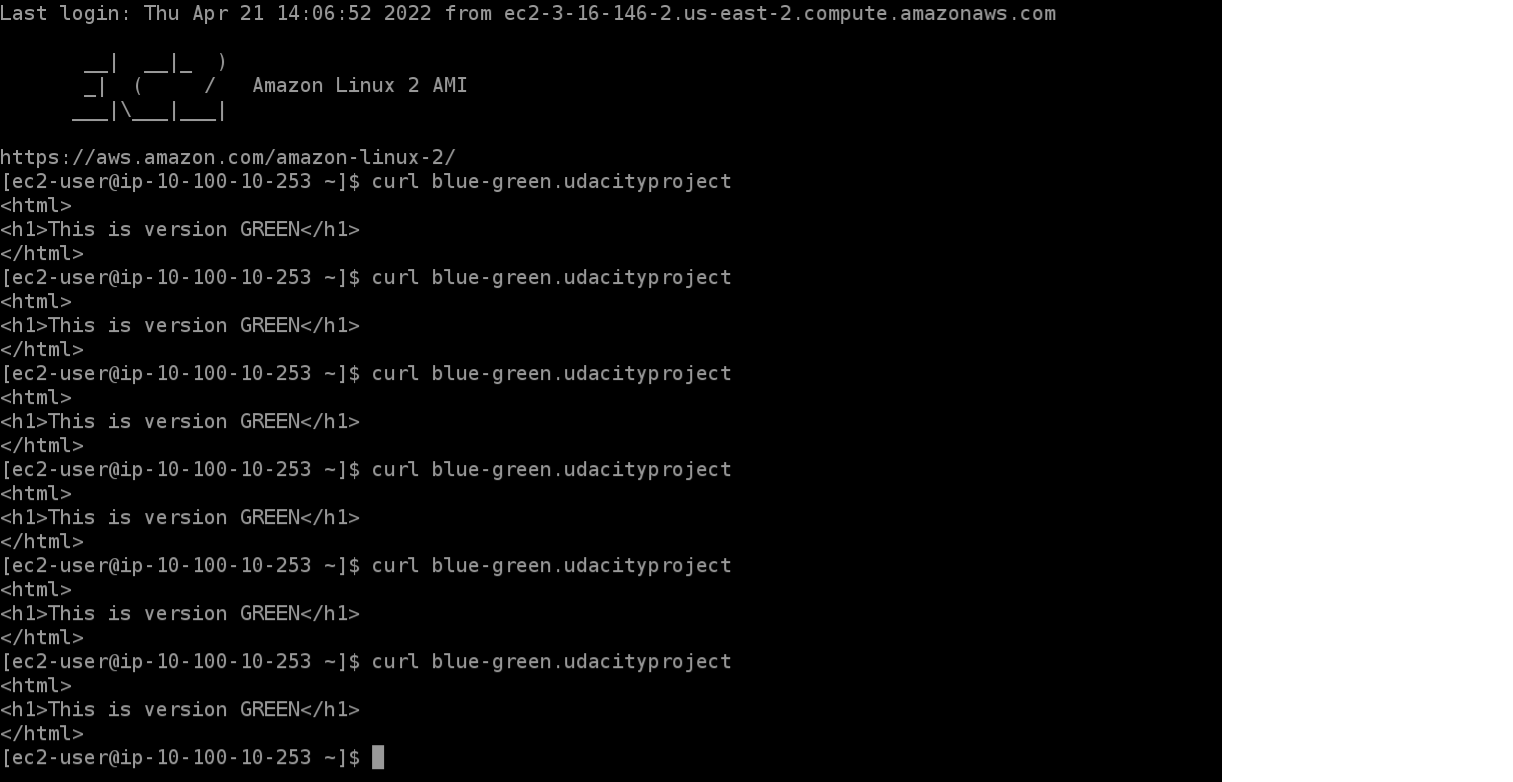 Last login: Thu Apr 21 14:06:52 2022 from ec2-3-16-146-2.us-east-2.compute.amazonaws.com

       __|  __|_  )
       _|  (     /   Amazon Linux 2 AMI
      ___|\___|___|

https://aws.amazon.com/amazon-linux-2/
[ec2-user@ip-10-100-10-253 ~]$ curl blue-green.udacityproject
<html>
<h1>This is version GREEN</h1>
</html>
[ec2-user@ip-10-100-10-253 ~]$ curl blue-green.udacityproject
<html>
<h1>This is version GREEN</h1>
</html>
[ec2-user@ip-10-100-10-253 ~]$ curl blue-green.udacityproject
<html>
<h1>This is version GREEN</h1>
</html>
[ec2-user@ip-10-100-10-253 ~]$ curl blue-green.udacityproject
<html>
<h1>This is version GREEN</h1>
</html>
[ec2-user@ip-10-100-10-253 ~]$ curl blue-green.udacityproject
<html>
<h1>This is version GREEN</h1>
</html>
[ec2-user@ip-10-100-10-253 ~]$ curl blue-green.udacityproject
<html>
<h1>This is version GREEN</h1>
</html>
[ec2-user@ip-10-100-10-253 ~]$